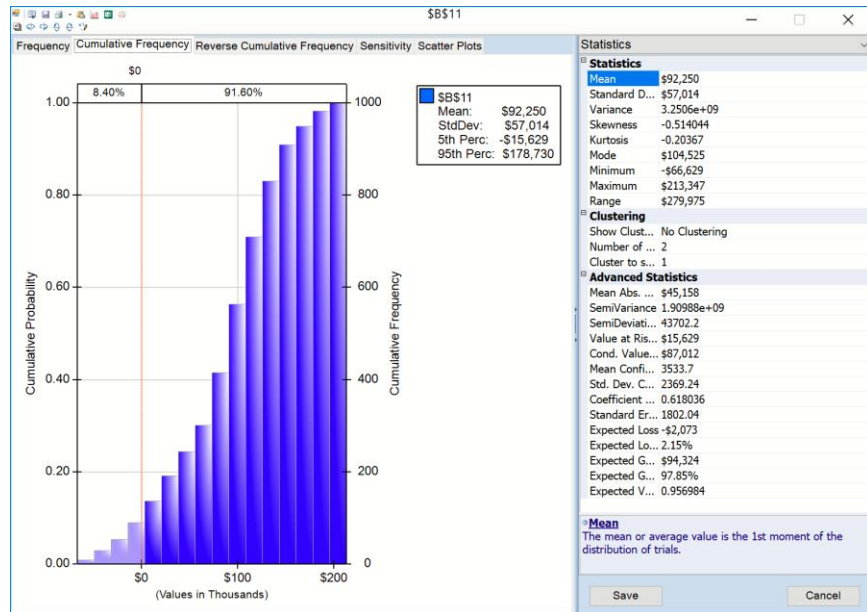 $B$11
Frequency Cumulative Frequency Reverse Cumulative Frequency Sensitivity Scatter Plots
$0
8.40% 91.60%
1.00
0.80
0.60
0.40
0.20
0.00
Cumulative Probability
1000
800
600
400
200
0
Cumulative Frequency
$0 $100 $200
(Values in Thousands)
$B$11
Mean: $92,250
StdDev: $57,014
5th Perc: -$15,629
95th Perc: $178,730
Statistics
Statistics
Mean $92,250
Standard D... $57,014
Variance 3.2506e+09
Skewness -0.514044
Kurtosis -0.20367
Mode $104,525
Minimum -$66,629
Maximum $213,347
Range $279,975
Clustering
Show Clust... No Clustering
Number of ... 2
Cluster to s... 1
Advanced Statistics
Mean Abs. ... $45,158
SemiVariance 1.90988e+09
SemiDeviati... 43702.2
Value at Ris... $15,629
Cond. Value... $87,012
Mean Confi... 3533.7
Std. Dev. C... 2369.24
Coefficient ... 0.618036
Standard Er... 1802.04
Expected Loss -$2,073
Expected Lo... 2.15%
Expected G... $94,324
Expected G... 97.85%
Expected V... 0.956984
Mean
The mean or average value is the 1st moment of the
distribution of trials.
Save Cancel